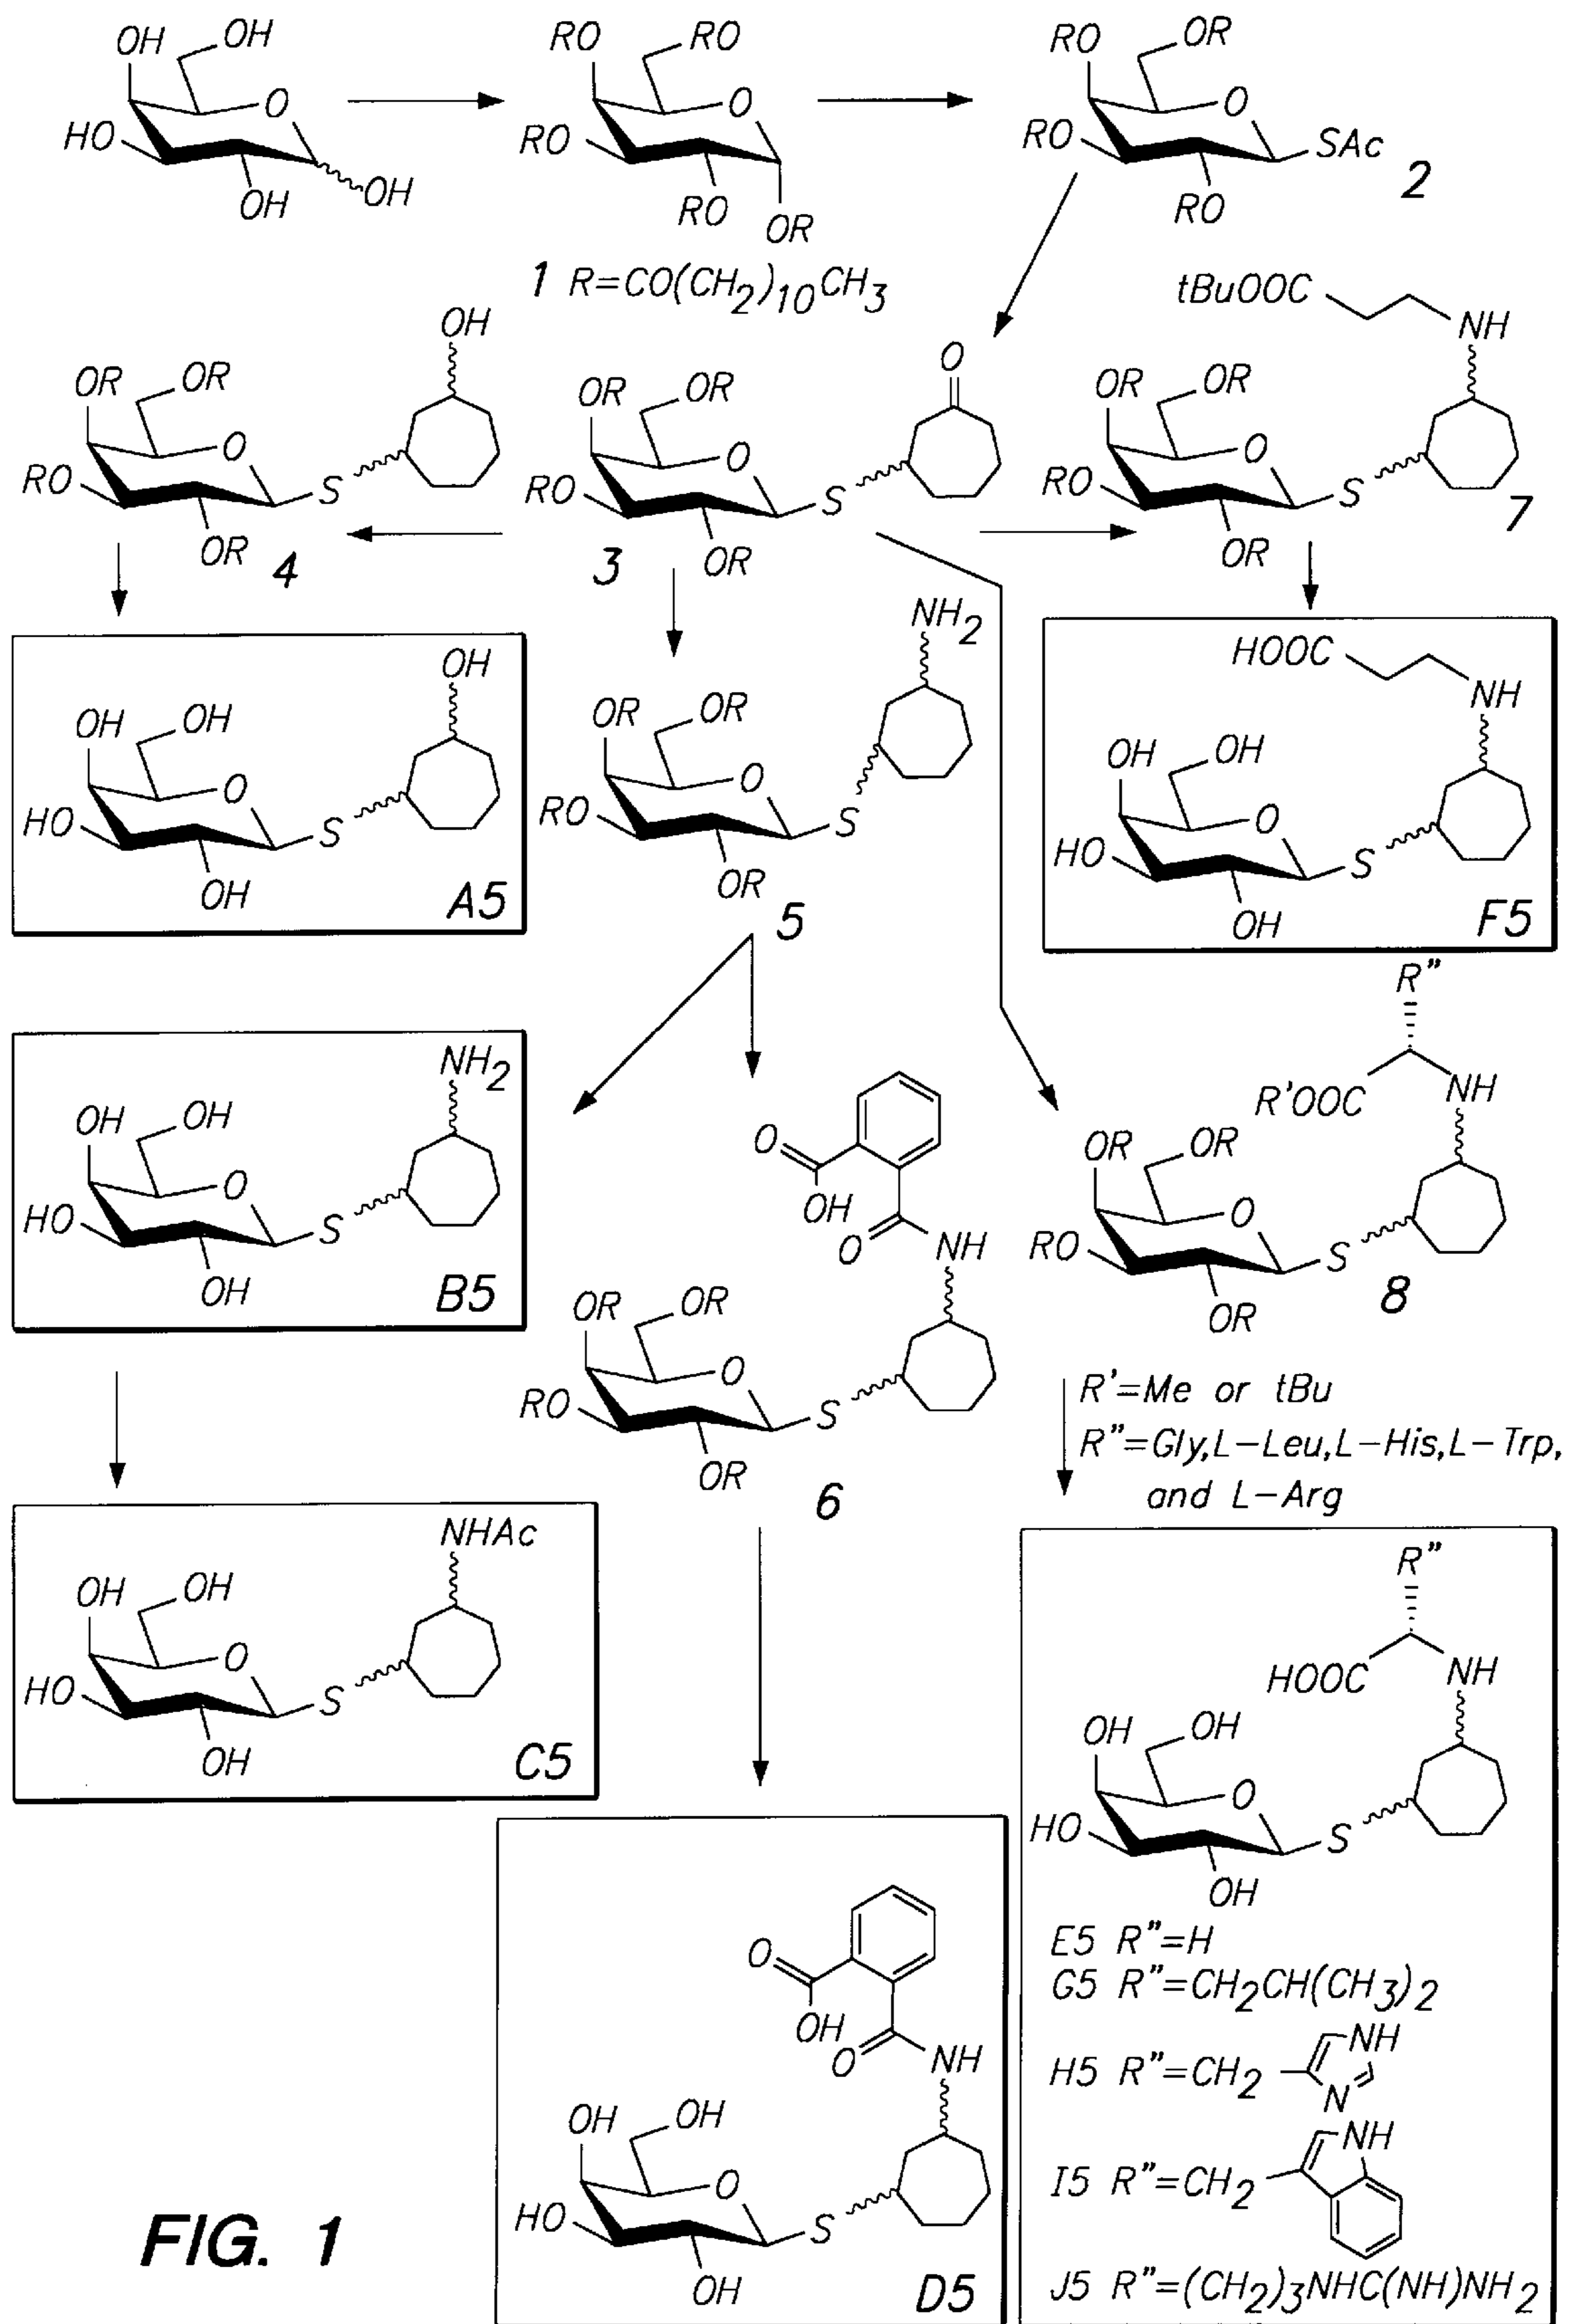 OH OH
O
HO
OH OH
RO RO
O
RO
RO OR
1 R=CO(CH2)10CH3
RO OR
O
RO SAc
RO
2
OH
OR OR
O
RO S
OR 4
O
OR OR
O
RO S
3 OR
tBuOOC NH
OR OR
O
RO S
OR
7
OH
OH OH
O
HO S
OH
A5
NH2
OR OR
O
RO S
OR
5
HOOC NH
OH OH
O
HO S
OH
F5
NH2
OH OH
O
HO S
OH
B5
O OH
O NH
OR OR
O
RO S
OR
6
R"
R'OOC NH
OR OR
O
RO S
OR
8
R'=Me or tBu
R"=Gly,L-Leu,L-His,L-Trp,
and L-Arg
NHAc
OH OH
O
HO S
OH
C5
O OH
O NH
OH OH
O
HO S
OH
D5
R"
HOOC NH
OH OH
O
HO S
OH
E5 R"=H
G5 R"=CH2CH(CH3)2
H5 R"=CH2 NH N
I5 R"=CH2 NH
J5 R"=(CH2)3NHC(NH)NH2
FIG. 1